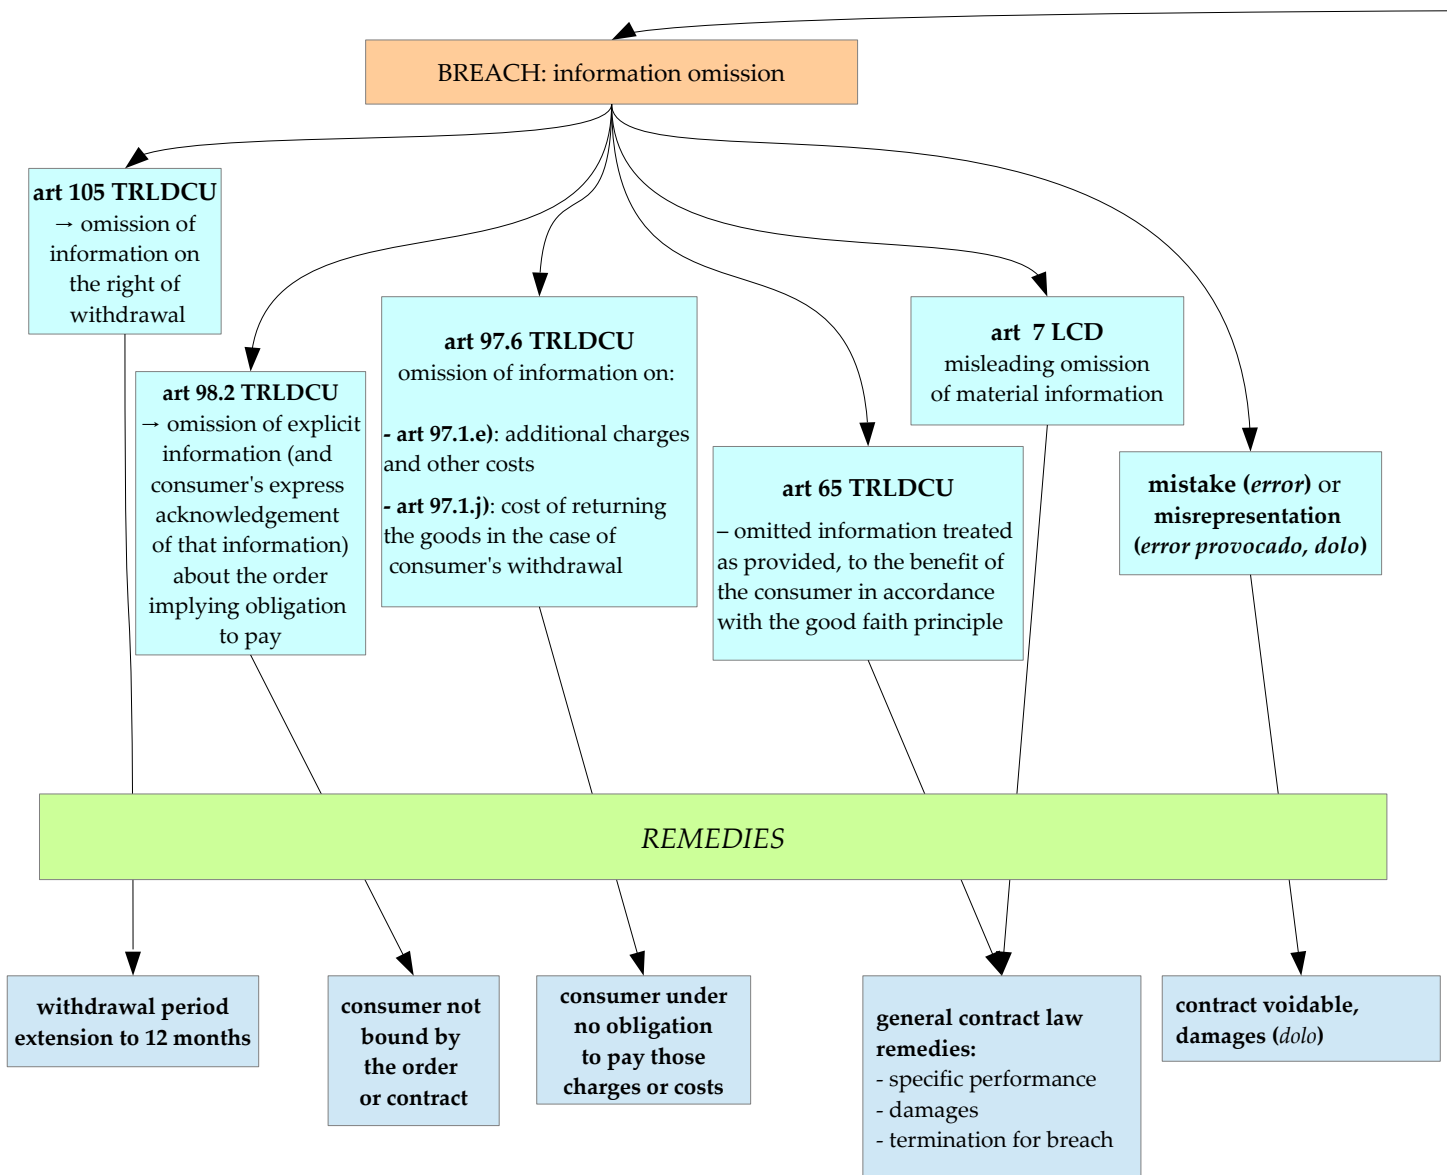 BREACH: information omission
art 105 TRLDCU
→ omission of
information on
the right of
withdrawal
art 98.2 TRLDCU
→ omission of explicit
information (and
consumer's express
acknowledgement
of that information)
about the order
implying obligation
to pay
art 97.6 TRLDCU
omission of information on:
- art 97.1.e): additional charges
and other costs
- art 97.1.j): cost of returning
the goods in the case of
consumer's withdrawal
art 65 TRLDCU
– omitted information treated
as provided, to the benefit of
the consumer in accordance
with the good faith principle
art 7 LCD
misleading omission
of material information
mistake (error) or
misrepresentation
(error provocado, dolo)
REMEDIES
withdrawal period
extension to 12 months
consumer not
bound by
the order
or contract
consumer under
no obligation
to pay those
charges or costs
general contract law
remedies:
- specific performance
- damages
- termination for breach
contract voidable,
damages (dolo)